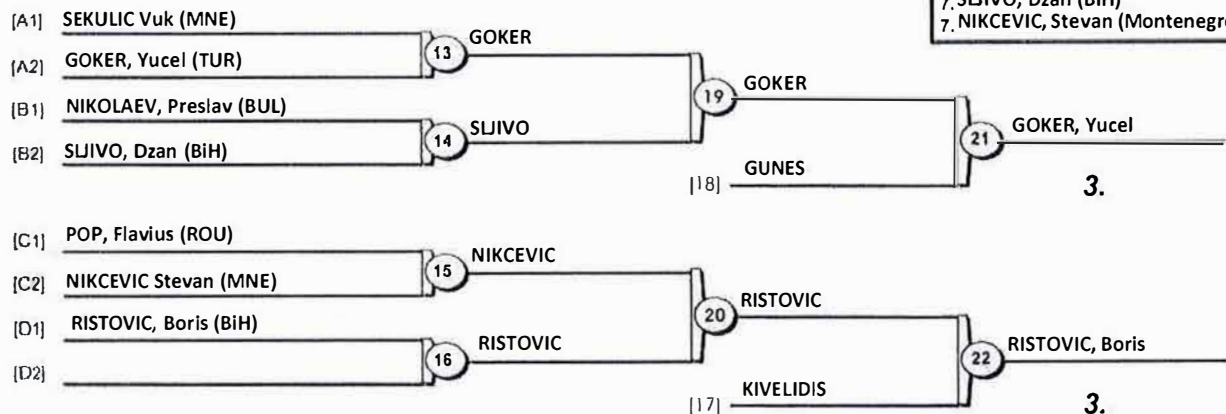 7. SLJIVO, Dzan (BiH)
7. NIKCEVIC, Stevan (Montenegro
[A1] SEKULIC Vuk (MNE)
13 GOKER
[A2] GOKER, Yucel (TUR)
19 GOKER
[B1] NIKOLAEV, Preslav (BUL)
14 SLJIVO
21 GOKER, Yucel
[B2] SLJIVO, Dzan (BiH)
[18] GUNES
3.
[C1] POP, Flavius (ROU)
15 NIKCEVIC
[C2] NIKCEVIC Stevan (MNE)
20 RISTOVIC
[D1] RISTOVIC, Boris (BiH)
16 RISTOVIC
22 RISTOVIC, Boris
[D2]
[17] KIVELIDIS
3.